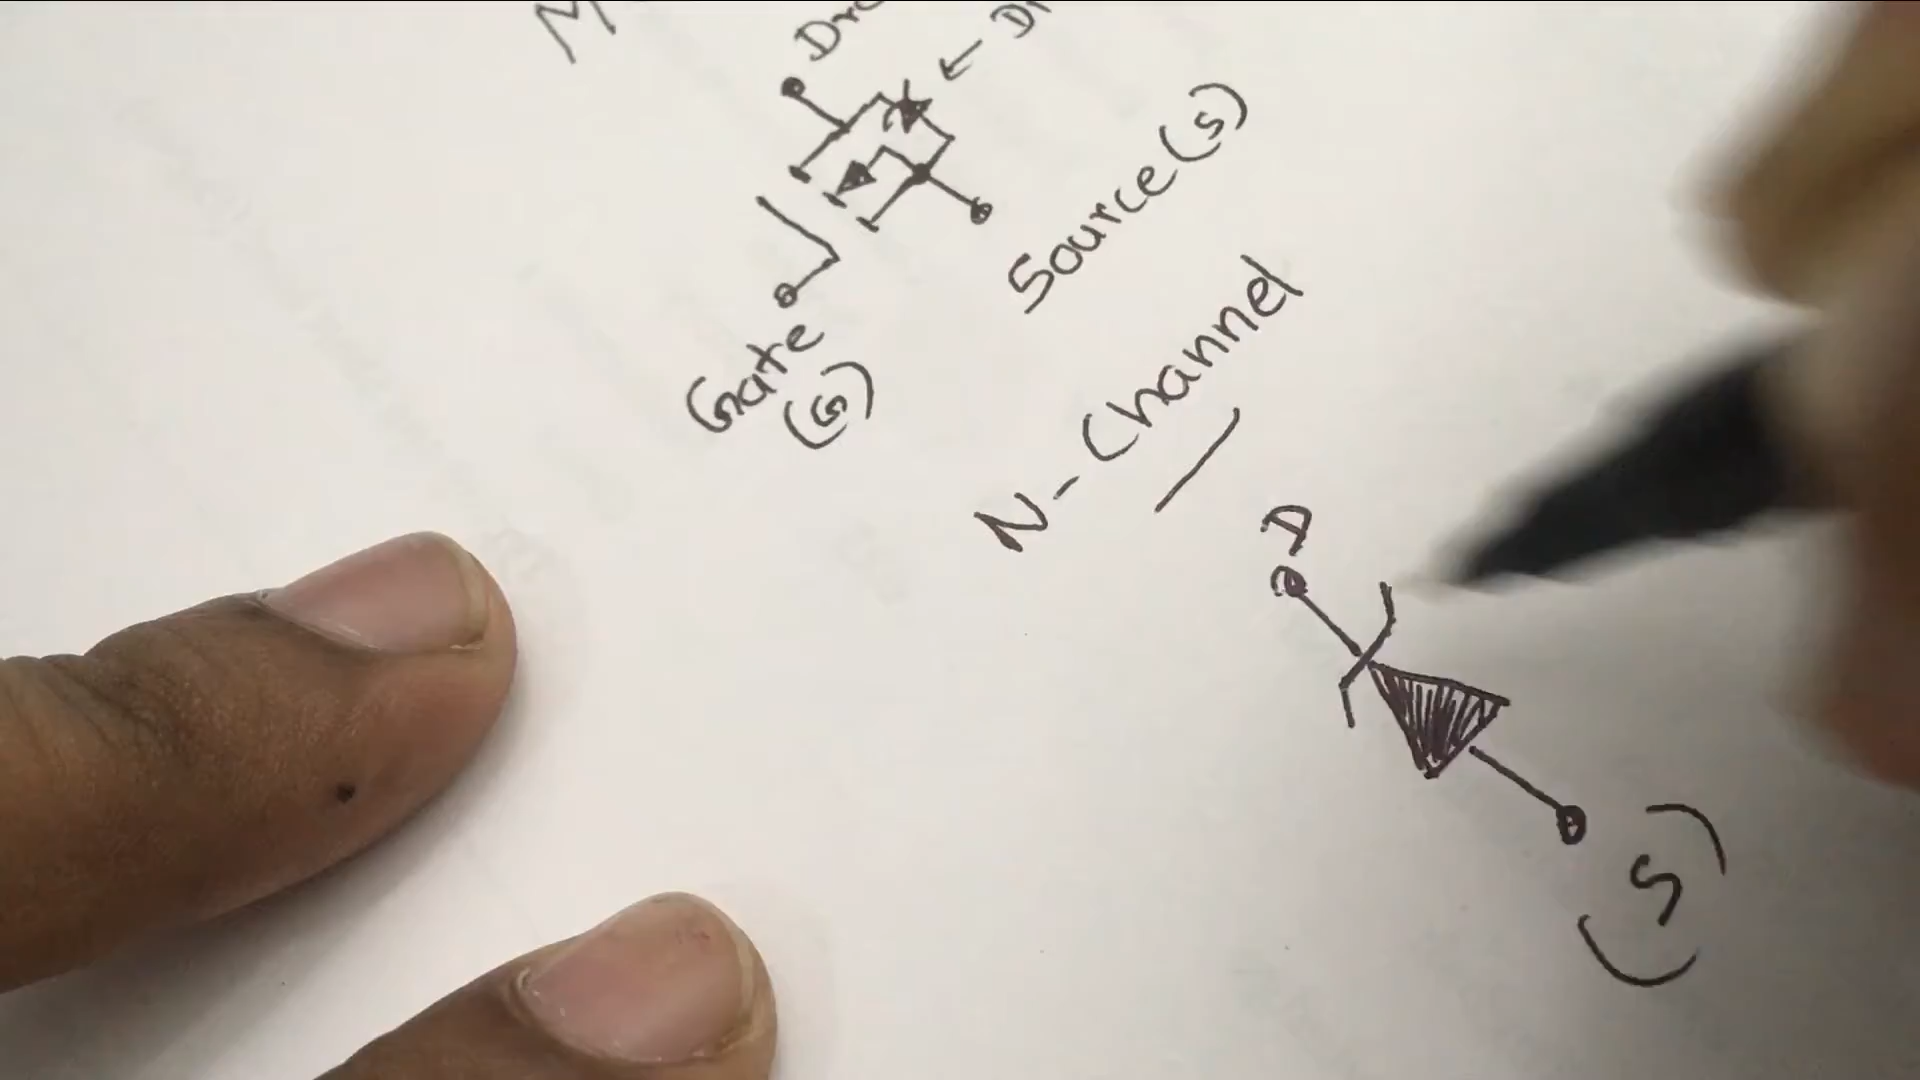 Source(s)
Gate
(G)
N-Channel
D
(S)